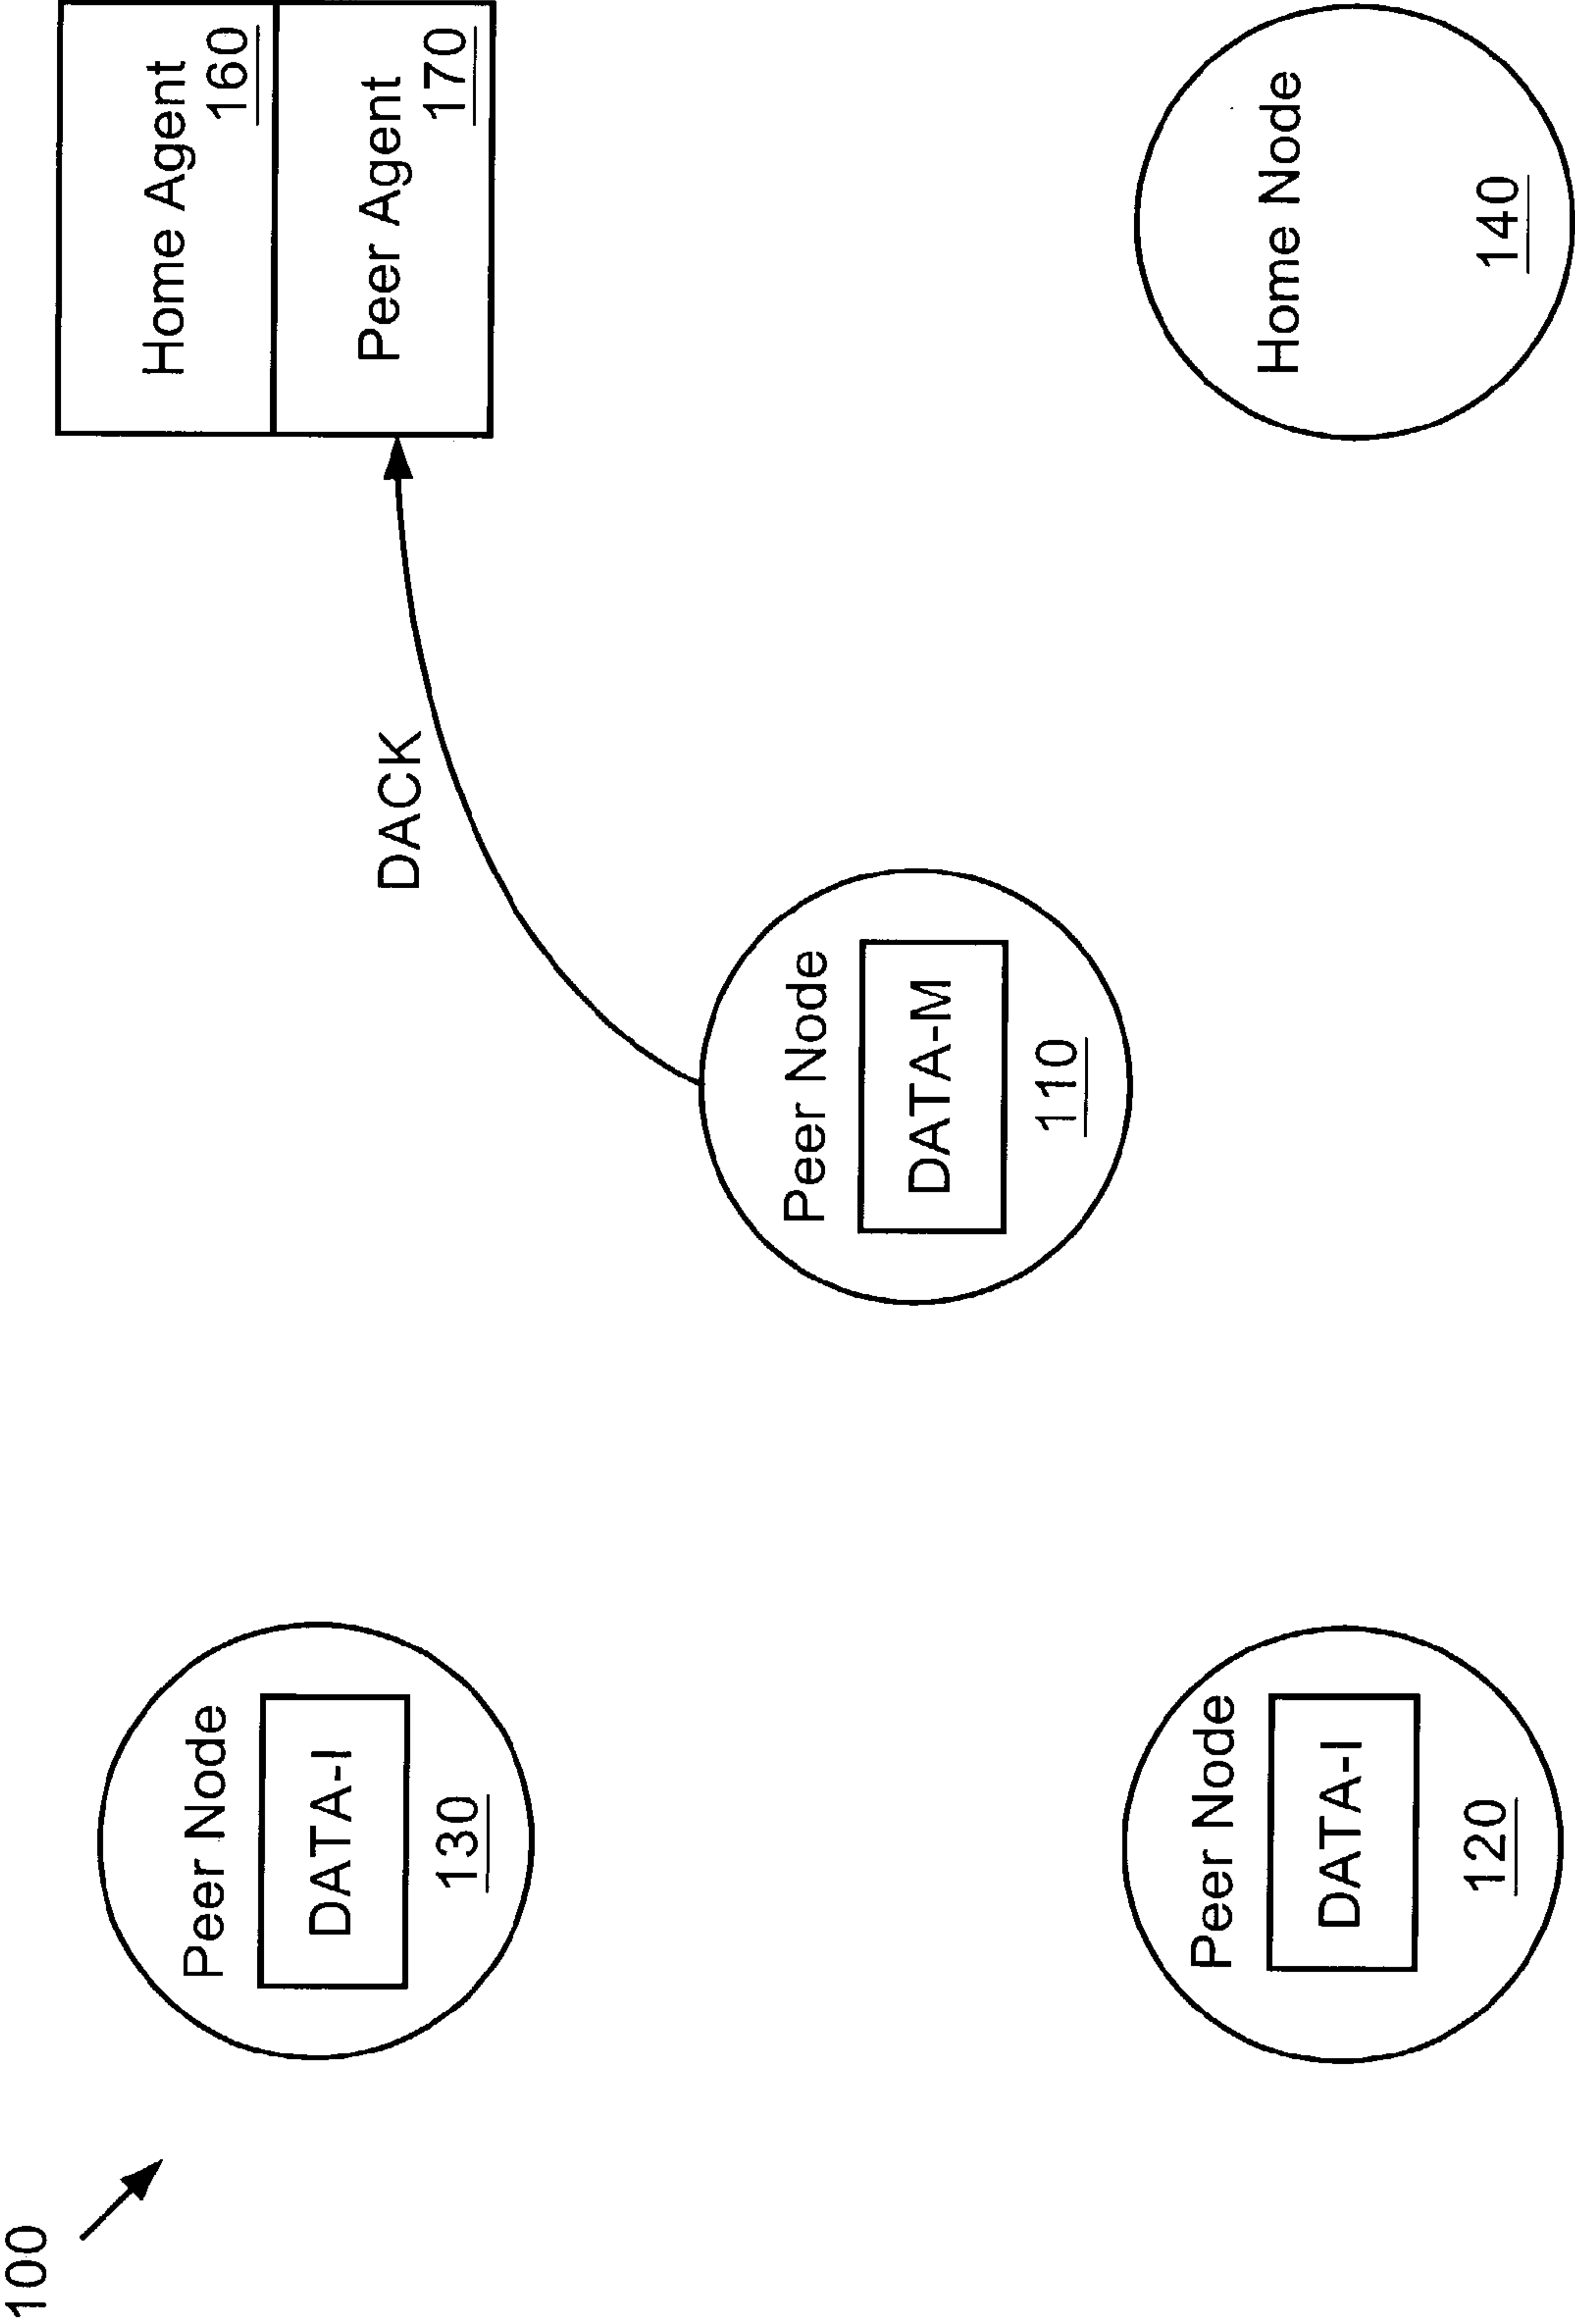 100
Peer Node
DATA-I
130
Peer Node
DATA-I
120
Peer Node
DATA-M
110
DACK
Home Agent
160
Peer Agent
170
Home Node
140